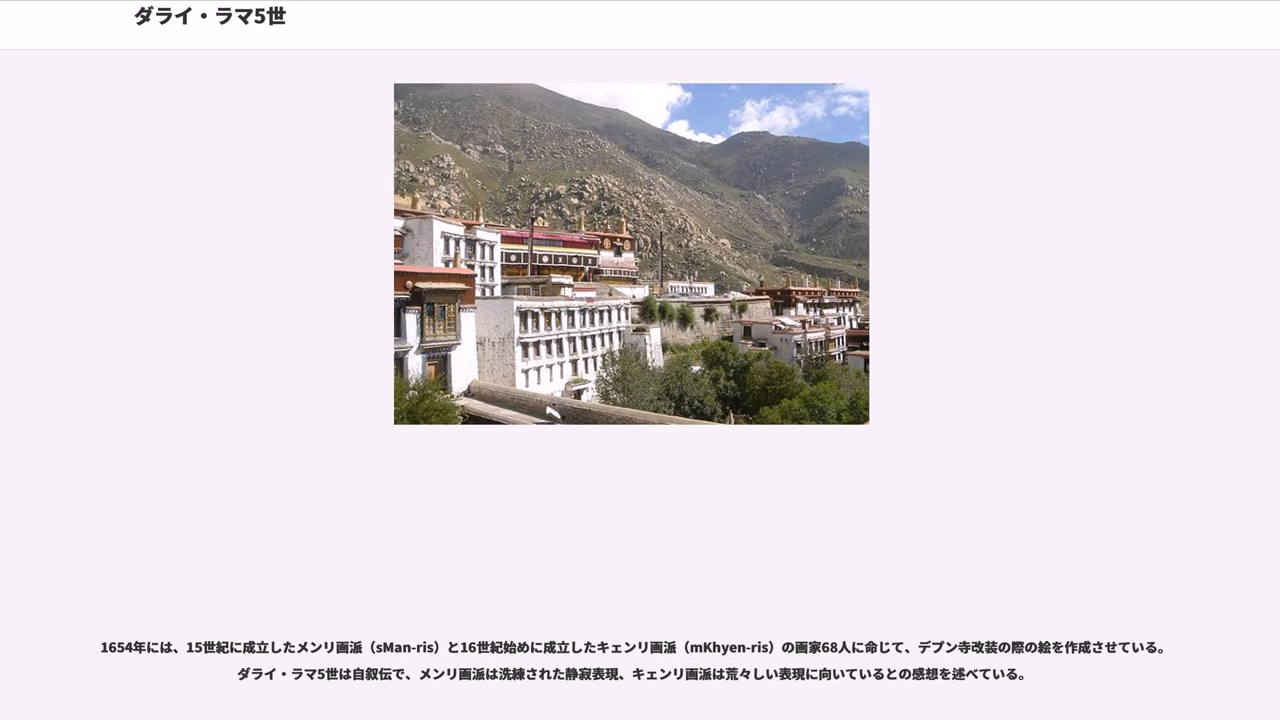 ダライ・ラマ5世
1654年には、15世紀に成立したメンリ画派（sMan-ris）と16世紀始めに成立したキェンリ画派（mKhyen-ris）の画家68人に命じて、デプン寺改装の際の絵を作成させている。
ダライ・ラマ5世は自叙伝で、メンリ画派は洗練された静寂表現、キェンリ画派は荒々しい表現に向いているとの感想を述べている。